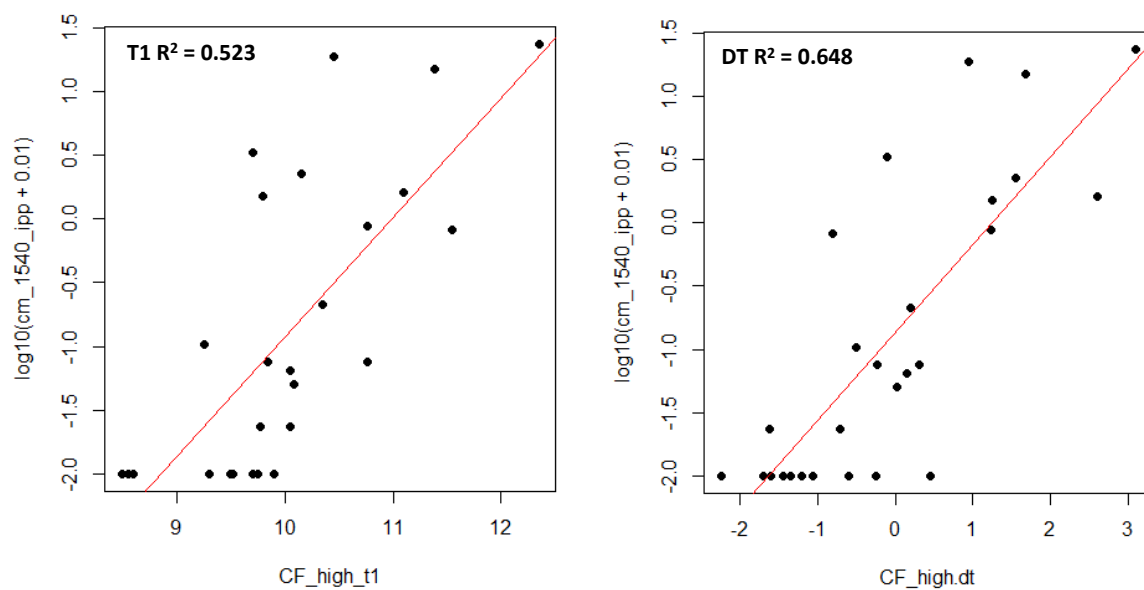 T1 R² = 0.523
log10(cm_1540_ipp + 0.01)
1.5
1.0
0.5
0.0
-0.5
-1.0
-1.5
-2.0
9 10 11 12
CF_high_t1
DT R² = 0.648
log10(cm_1540_ipp + 0.01)
1.5
1.0
0.5
0.0
-0.5
-1.0
-1.5
-2.0
-2 -1 0 1 2 3
CF_high.dt